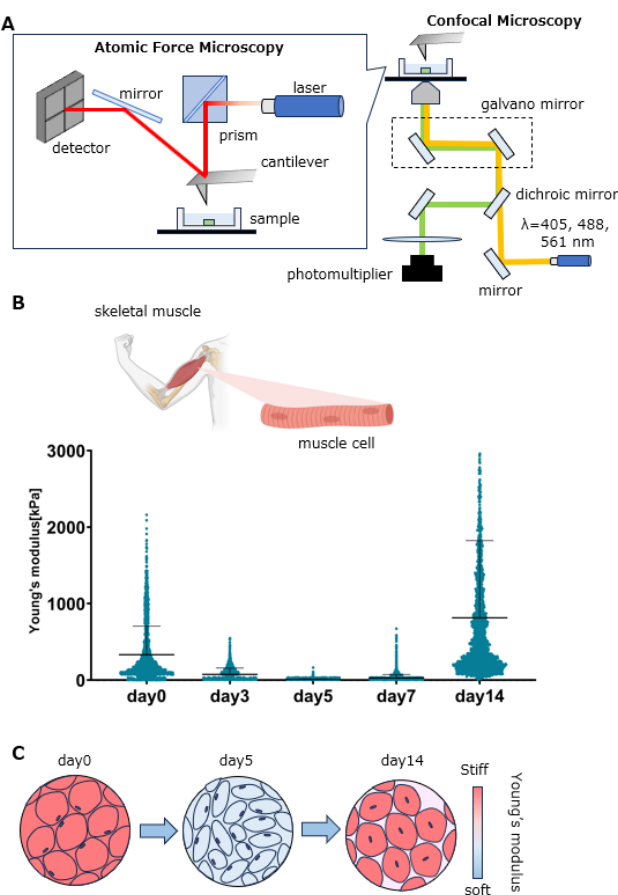 A
Confocal Microscopy
Atomic Force Microscopy
mirror
laser
prism
detector
cantilever
sample
galvano mirror
dichroic mirror
λ=405, 488,
561 nm
photomultiplier
mirror
B
skeletal muscle
muscle cell
Young's modulus[kPa]
3000
2000
1000
0
day0 day3 day5 day7 day14
C
day0 day5 day14
Stiff
Young's modulus
soft